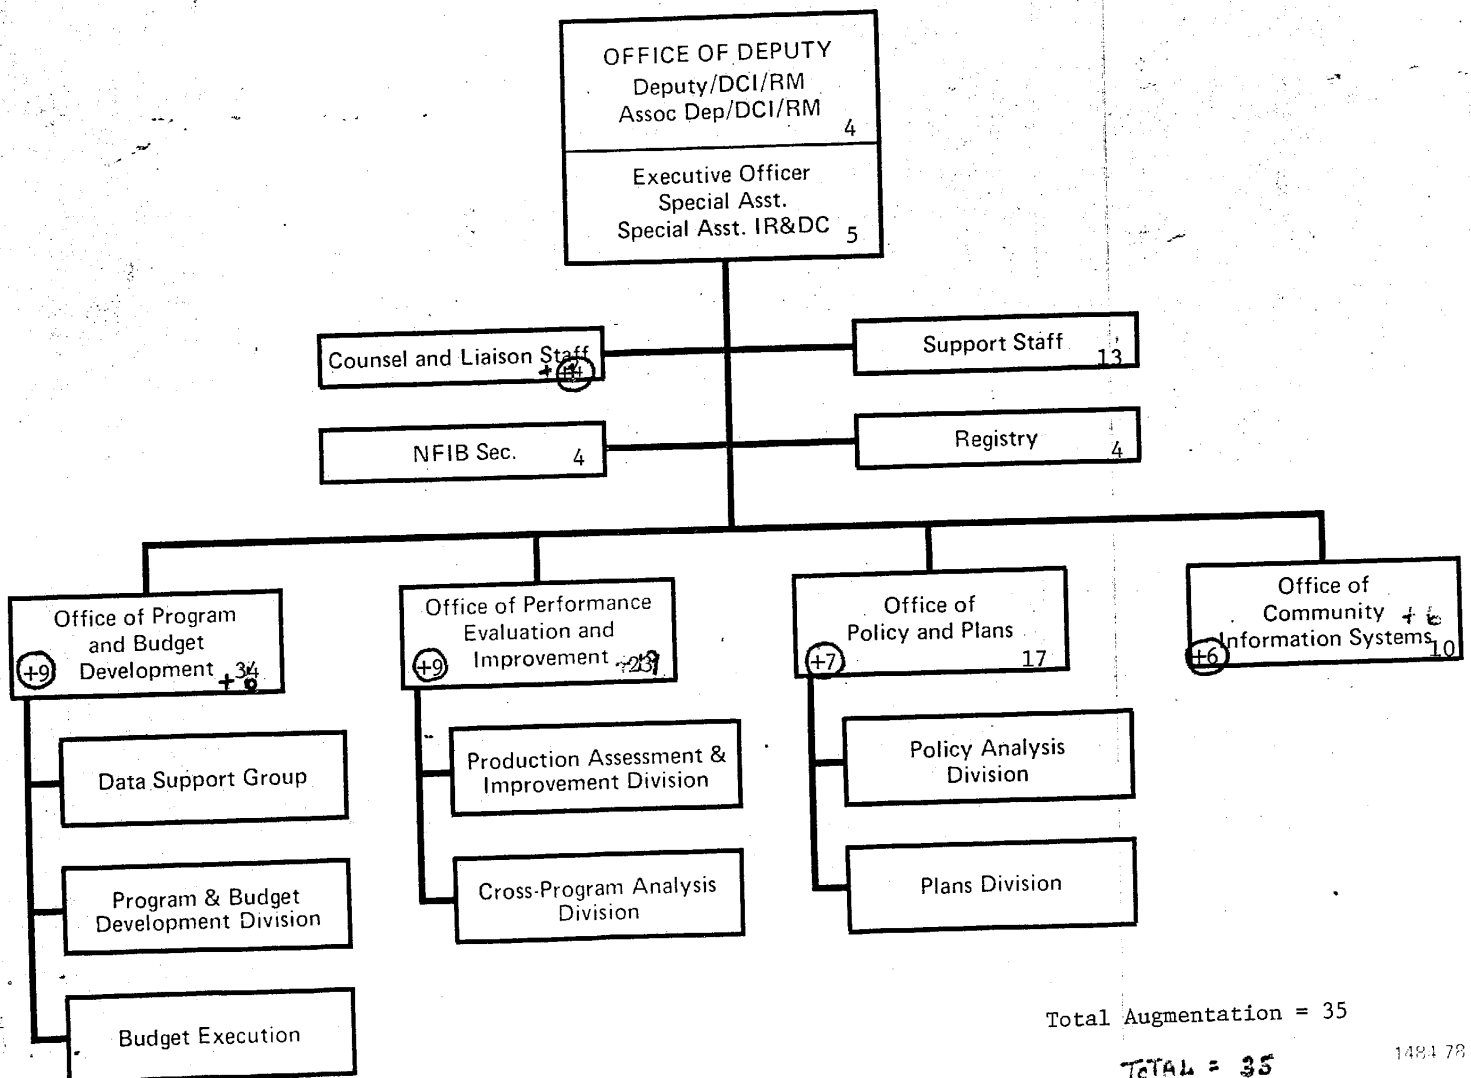 OFFICE OF DEPUTY
Deputy/DCI/RM
Assoc Dep/DCI/RM
4
Executive Officer
Special Asst.
Special Asst. IR&DC 5
Counsel and Liaison Staff
Support Staff
13
NFIB Sec. 4
Registry
4
Office of Program
and Budget
Development
+9
Office of Performance
Evaluation and
Improvement
+9
Office of
Policy and Plans
+7 17
Office of
Community
Information Systems
+6 10
Data Support Group
Program & Budget
Development Division
Budget Execution
Production Assessment &
Improvement Division
Cross-Program Analysis
Division
Policy Analysis
Division
Plans Division
Total Augmentation = 35
TOTAL = 35